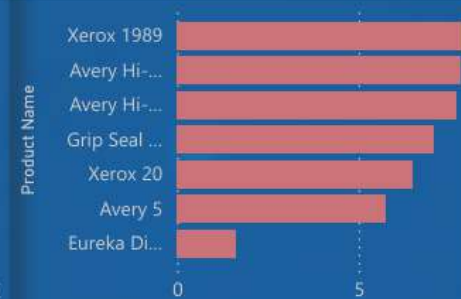 Product Name
Xerox 1989
Avery Hi-...
Avery Hi-...
Grip Seal ...
Xerox 20
Avery 5
Eureka Di...
0 5